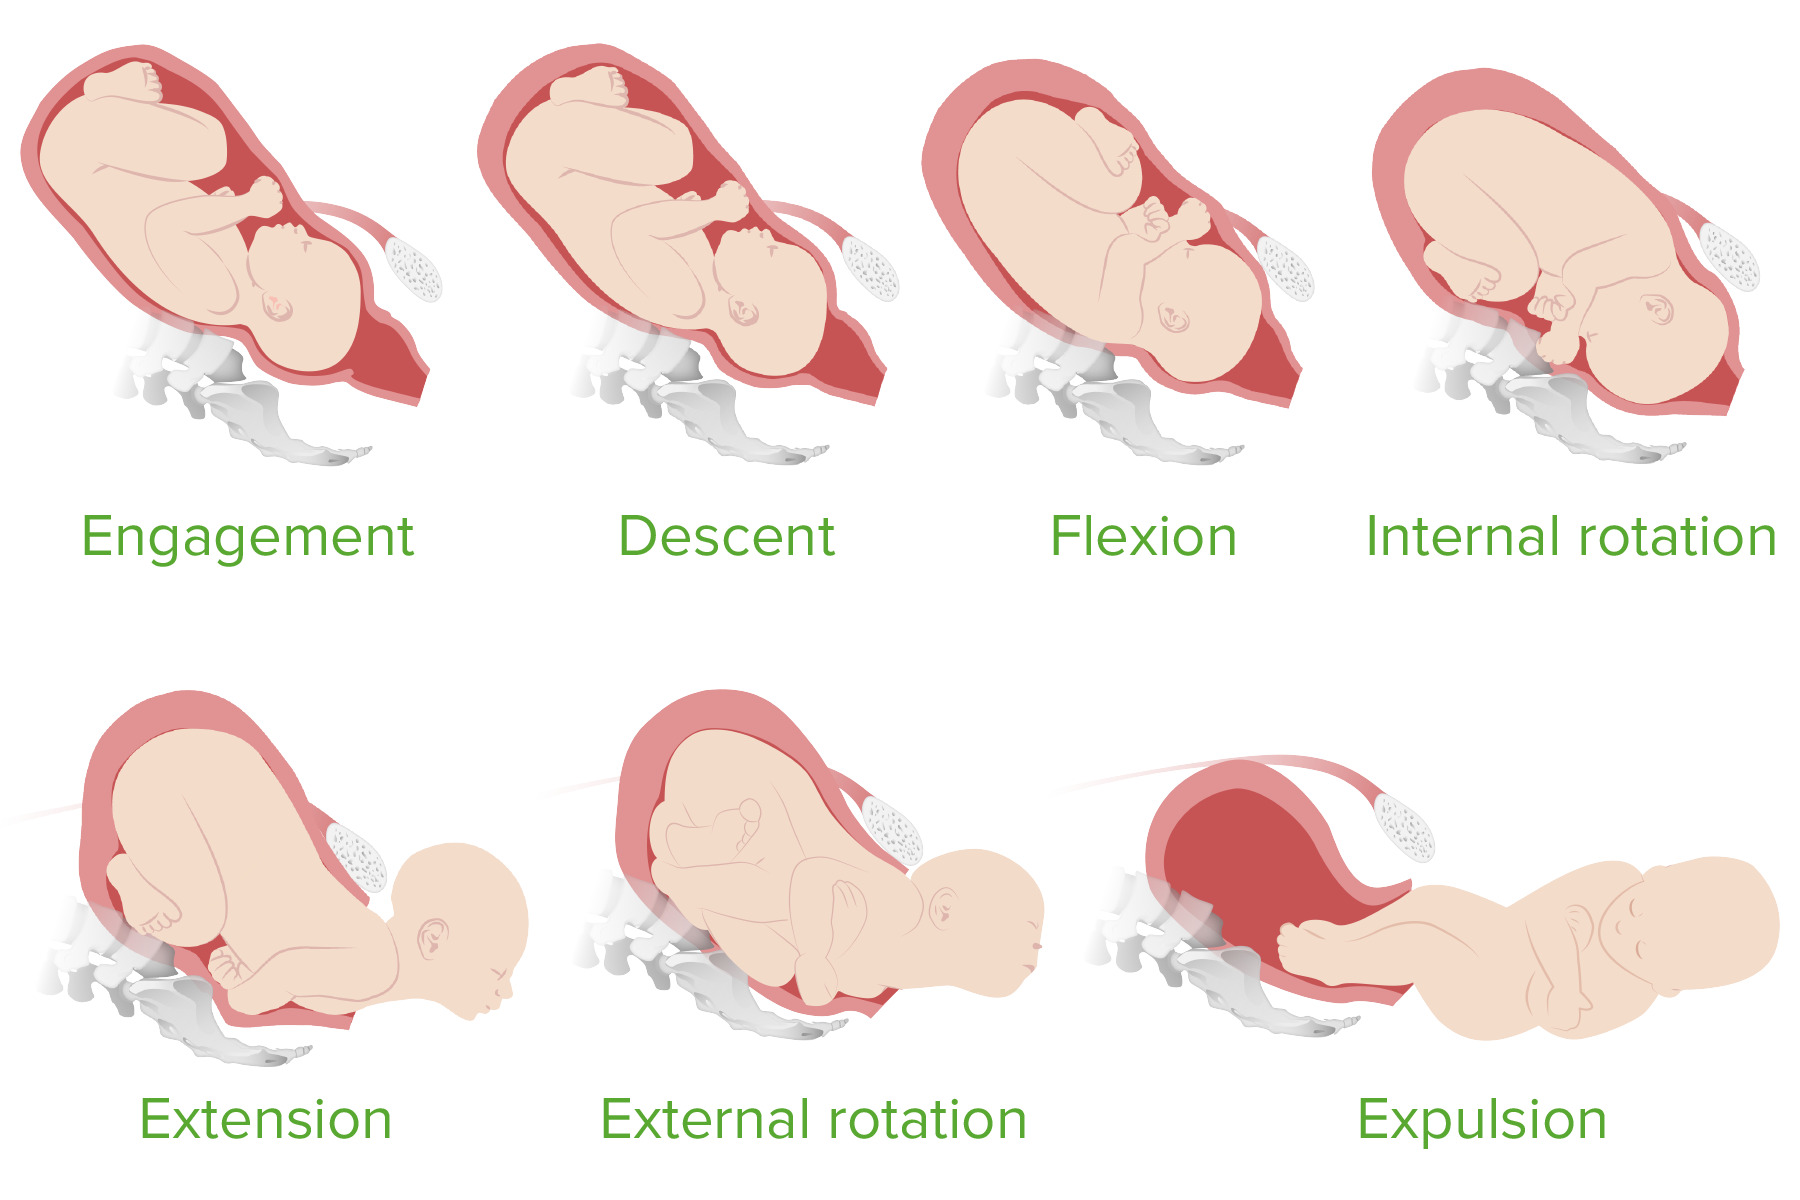 Engagement
Descent
Flexion
Internal rotation
Extension
External rotation
Expulsion